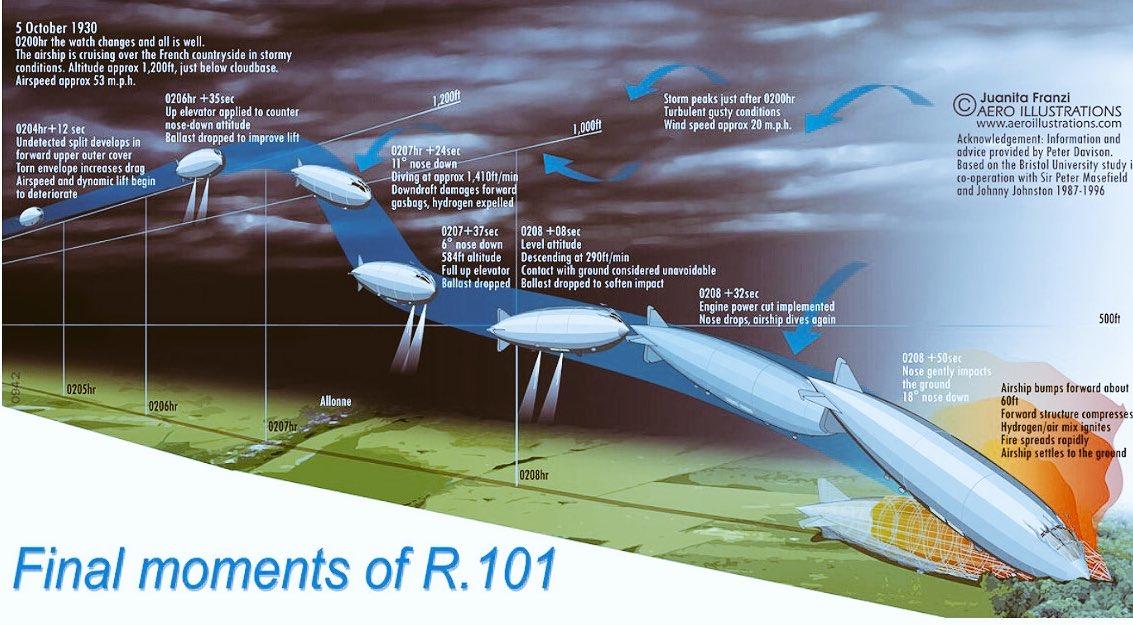 5 October 1930
0200hr the watch changes and all is well.
The airship is cruising over the French countryside in stormy
conditions. Altitude approx 1,200ft, just below cloudbase.
Airspeed approx 53 m.p.h.
0204hr+12 sec
Undetected split develops in
forward upper outer cover
Torn envelope increases drag
Airspeed and dynamic lift begin
to deteriorate
0206hr +35sec
Up elevator applied to counter
nose-down attitude
Ballast dropped to improve lift
1,200ft
1,000ft
0207hr +24sec
11° nose down
Diving at approx 1,410ft/min
Downdraft damages forward
gasbags, hydrogen expelled
Storm peaks just after 0200hr
Turbulent gusty conditions
Wind speed approx 20 m.p.h.
© Juanita Franzi
AERO ILLUSTRATIONS
www.aeroillustrations.com
Acknowledgement: Information and
advice provided by Peter Davison.
Based on the Bristol University study i
co-operation with Sir Peter Masefield
and Johnny Johnston 1987-1996
0207+37sec
6° nose down
584ft altitude
Full up elevator
Ballast dropped
0208 +08sec
Level attitude
Descending at 290ft/min
Contact with ground considered unavoidable
Ballast dropped to soften impact
0208 +32sec
Engine power cut implemented
Nose drops, airship dives again
500ft
0208 +50sec
Nose gently impacts
the ground
18° nose down
Airship bumps forward about
60ft
Forward structure compresses
Hydrogen/air mix ignites
Fire spreads rapidly
Airship settles to the ground
0205hr
0206hr
0207hr
Allonne
0208hr
Final moments of R.101